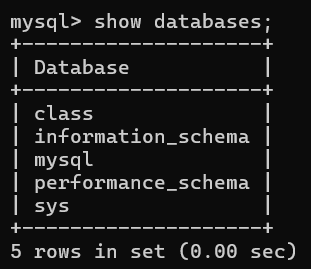 mysql> show databases;
+--------------------+
| Database           |
+--------------------+
| class              |
| information_schema |
| mysql              |
| performance_schema |
| sys                |
+--------------------+
5 rows in set (0.00 sec)